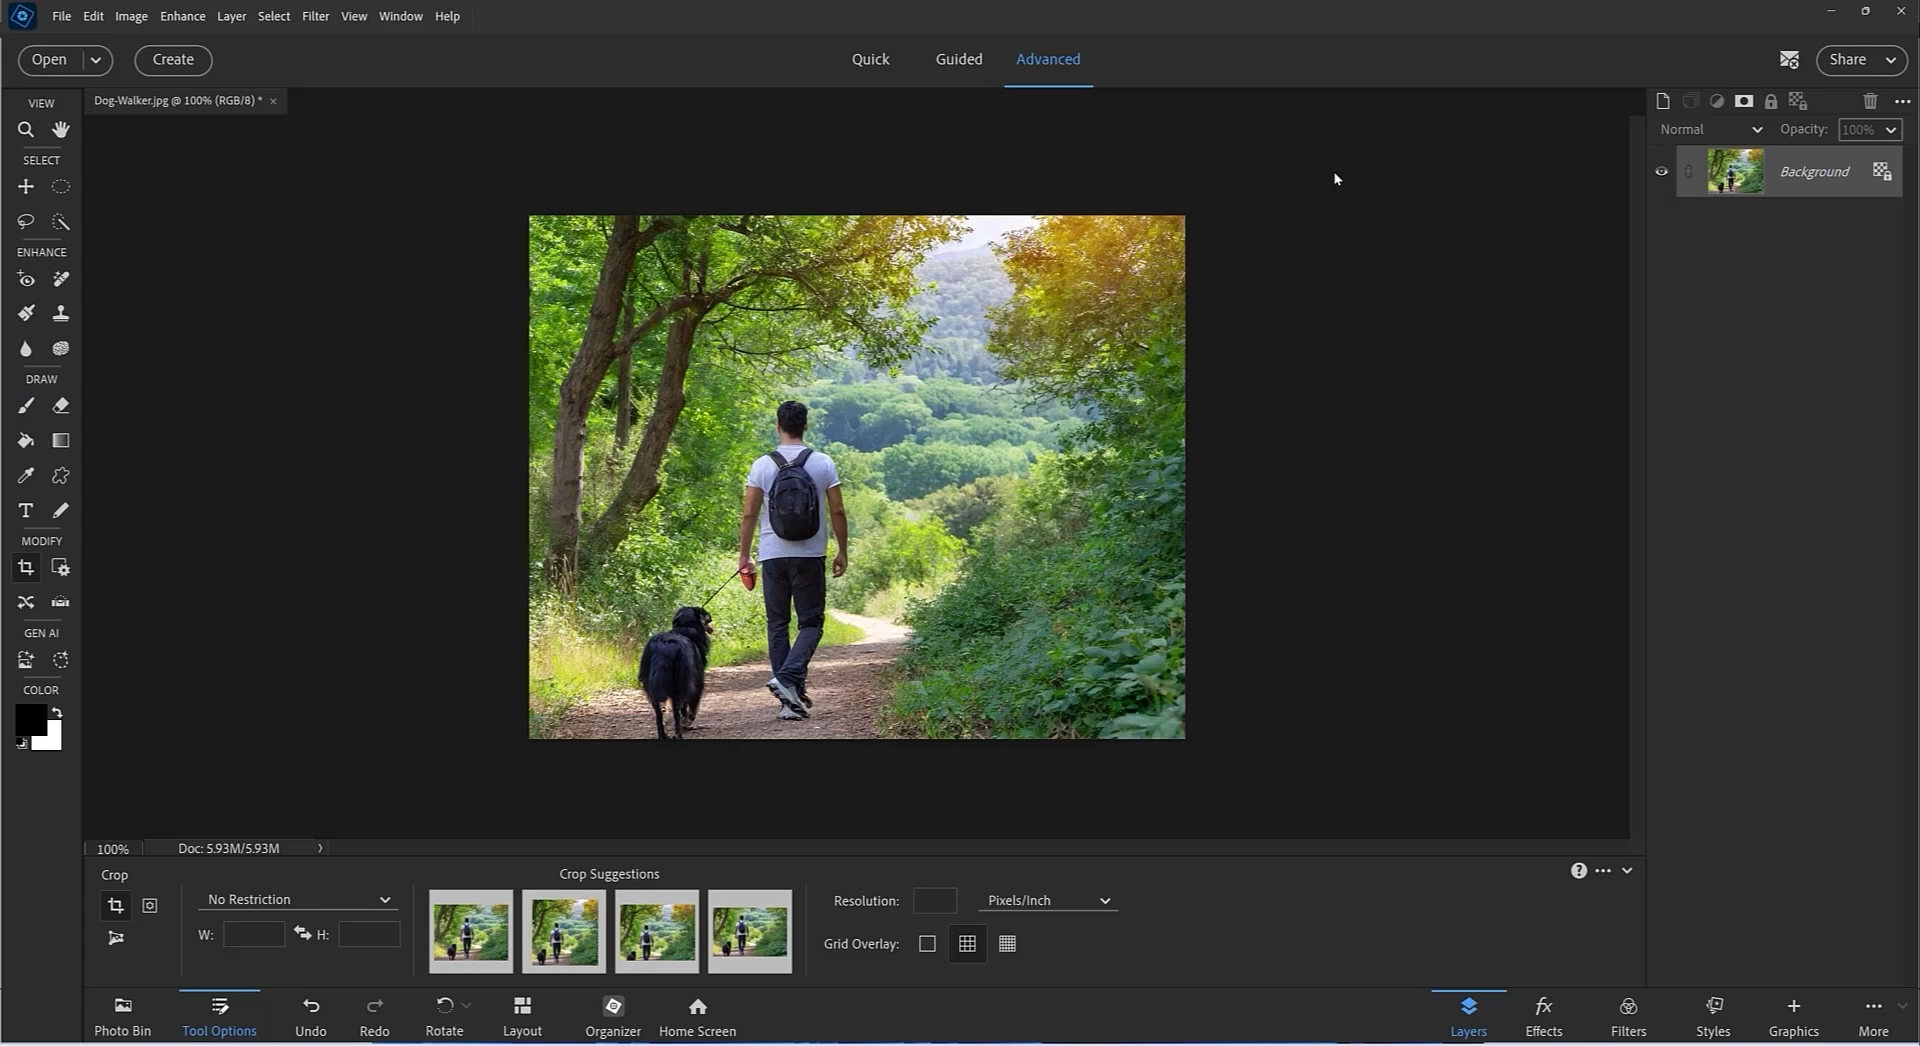 File Edit Image Enhance Layer Select Filter View Window Help
Open Create Quick Guided Advanced Share
VIEW Dog-Walker.jpg @ 100% (RGB/8) * ×
Normal Opacity: 100%
SELECT
Background
ENHANCE
DRAW
MODIFY
GEN AI
COLOR
100% Doc: 5.93M/5.93M
Crop Crop Suggestions
No Restriction Resolution: Pixels/Inch
W: H: Grid Overlay:
Photo Bin Tool Options Undo Redo Rotate Layout Organizer Home Screen Layers Effects Filters Styles Graphics More